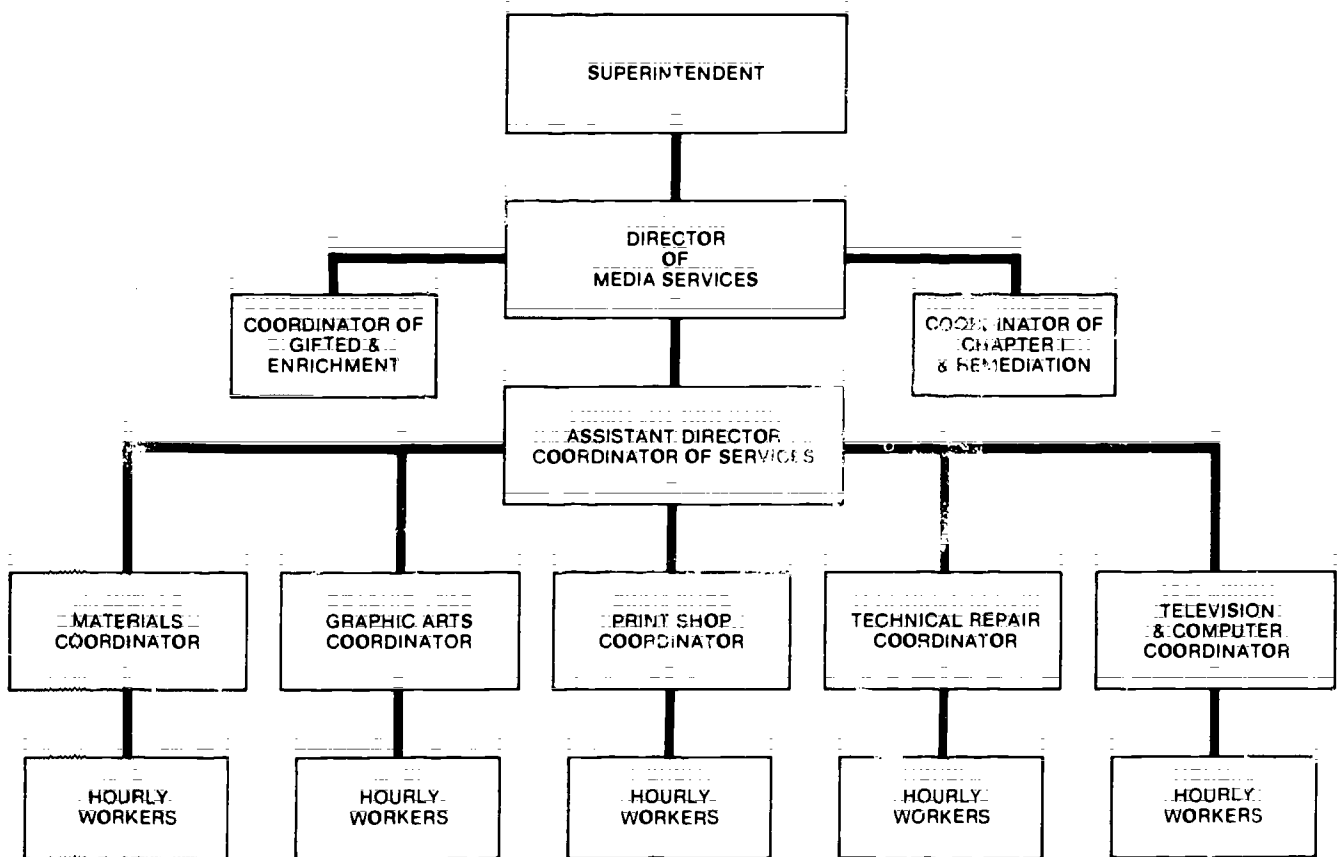 SUPERINTENDENT
DIRECTOR
OF
MEDIA SERVICES
COORDINATOR OF
GIFTED &
ENRICHMENT
COORDINATOR OF
CHAPTER I
& REMEDIATION
ASSISTANT DIRECTOR
COORDINATOR OF SERVICES
MATERIALS
COORDINATOR
GRAPHIC ARTS
COORDINATOR
PRINT SHOP
COORDINATOR
TECHNICAL REPAIR
COORDINATOR
TELEVISION
& COMPUTER
COORDINATOR
HOURLY
WORKERS
HOURLY
WORKERS
HOURLY
WORKERS
HOURLY
WORKERS
HOURLY
WORKERS